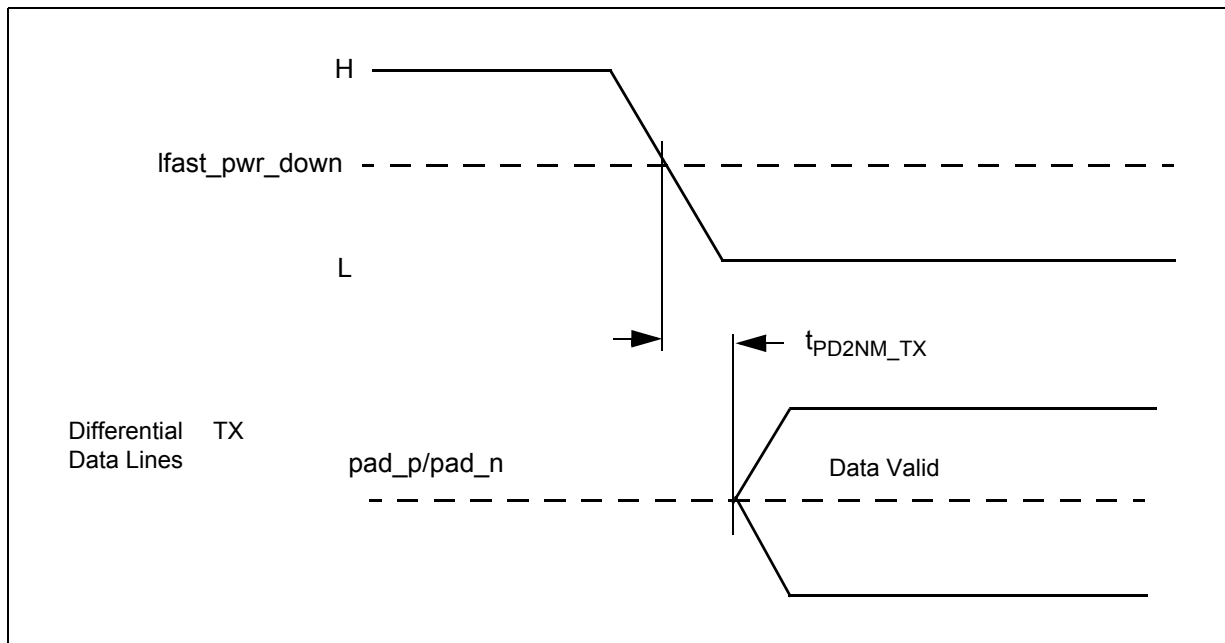 H
lfast_pwr_down
L
tPD2NM_TX
Differential TX
Data Lines
pad_p/pad_n
Data Valid